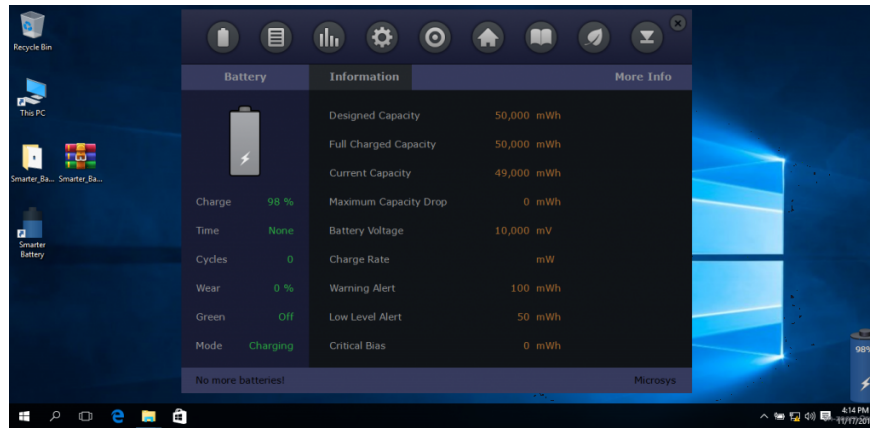 Recycle Bin
This PC
Smarter_Ba... Smarter_Ba...
Smarter
Battery
Battery Information More Info
Designed Capacity 50,000 mWh
Full Charged Capacity 50,000 mWh
Current Capacity 49,000 mWh
Charge 98 % Maximum Capacity Drop 0 mWh
Time None Battery Voltage 10,000 mV
Cycles 0 Charge Rate mW
Wear 0 % Warning Alert 100 mWh
Green Off Low Level Alert 50 mWh
Mode Charging Critical Bias 0 mWh
No more batteries! Microsys
98%
4:14 PM
11/17/201